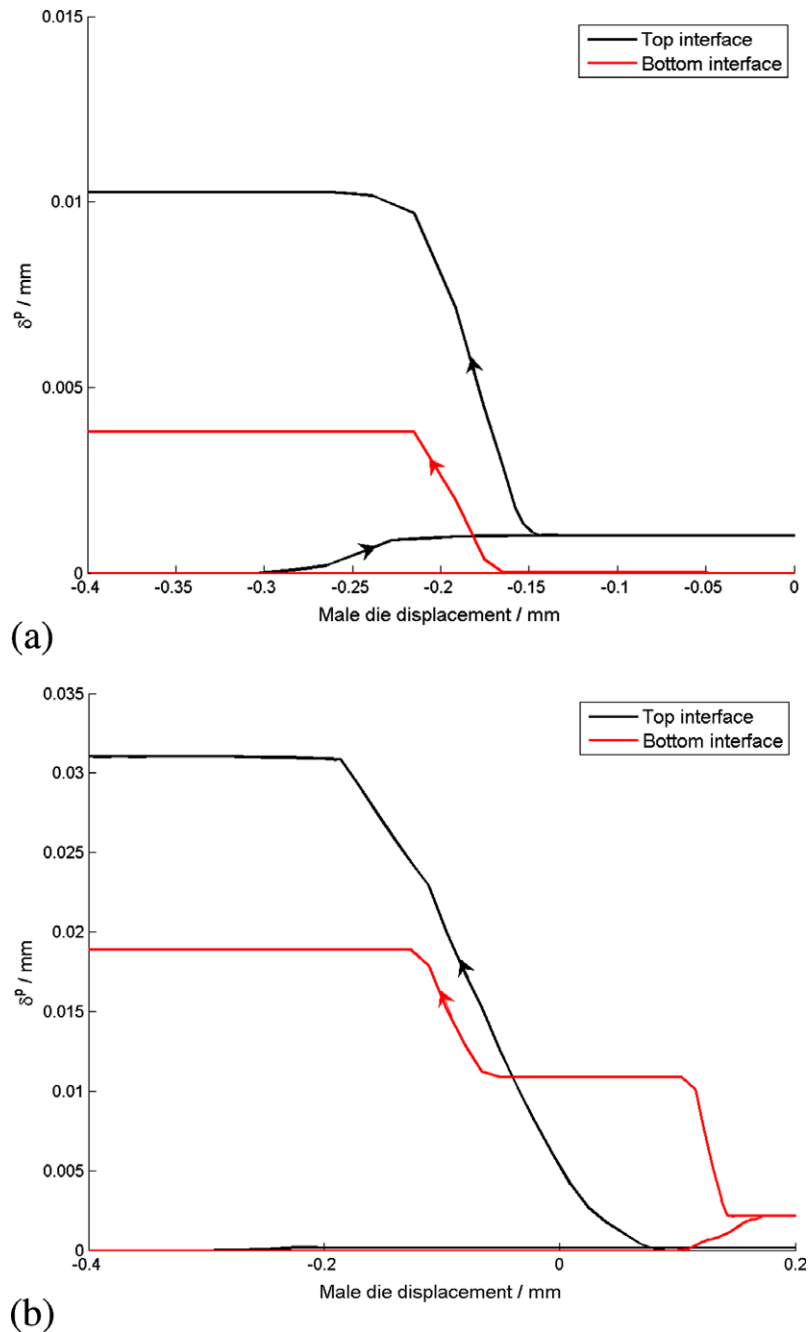 0.015
Top interface
Bottom interface
0.01
δᵖ / mm
0.005
0
-0.4 -0.35 -0.3 -0.25 -0.2 -0.15 -0.1 -0.05 0
Male die displacement / mm
(a)
0.035
Top interface
Bottom interface
0.03
0.025
0.02
δᵖ / mm
0.015
0.01
0.005
0
-0.4 -0.2 0 0.2
Male die displacement / mm
(b)